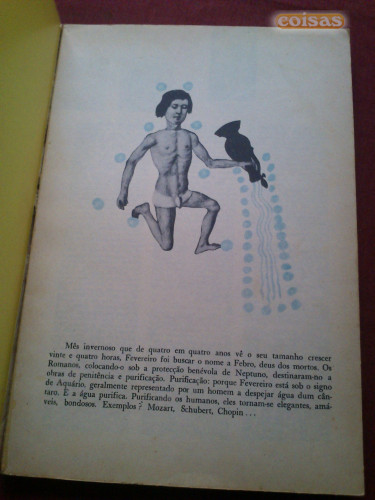 coisas
Mês invernoso que de quatro em quatro anos vê o seu tamanho crescer
vinte e quatro horas, Fevereiro foi buscar o nome a Febro, deus dos mortos. Os
Romanos, colocando-o sob a protecção benévola de Neptuno, destinaram-no a
obras de penitência e purificação. Purificação: porque Fevereiro está sob o signo
de Aquário, geralmente representado por um homem a despejar água dum cân-
taro. E a água purifica. Purificando os humanos, eles tornam-se elegantes, amá-
veis, bondosos. Exemplos? Mozart, Schubert, Chopin ...